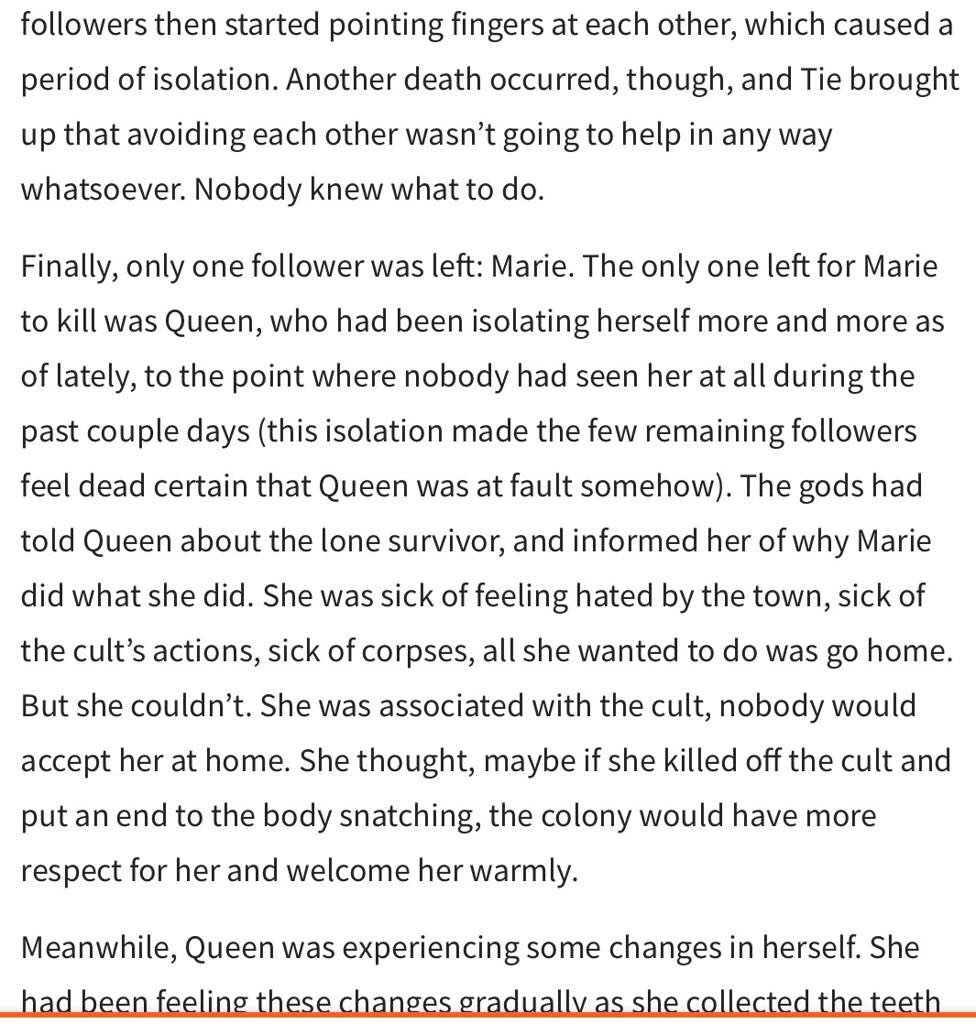 followers then started pointing fingers at each other, which caused a
period of isolation. Another death occurred, though, and Tie brought
up that avoiding each other wasn’t going to help in any way
whatsoever. Nobody knew what to do.
Finally, only one follower was left: Marie. The only one left for Marie
to kill was Queen, who had been isolating herself more and more as
of lately, to the point where nobody had seen her at all during the
past couple days (this isolation made the few remaining followers
feel dead certain that Queen was at fault somehow). The gods had
told Queen about the lone survivor, and informed her of why Marie
did what she did. She was sick of feeling hated by the town, sick of
the cult’s actions, sick of corpses, all she wanted to do was go home.
But she couldn’t. She was associated with the cult, nobody would
accept her at home. She thought, maybe if she killed off the cult and
put an end to the body snatching, the colony would have more
respect for her and welcome her warmly.
Meanwhile, Queen was experiencing some changes in herself. She
had been feeling these changes gradually as she collected the teeth